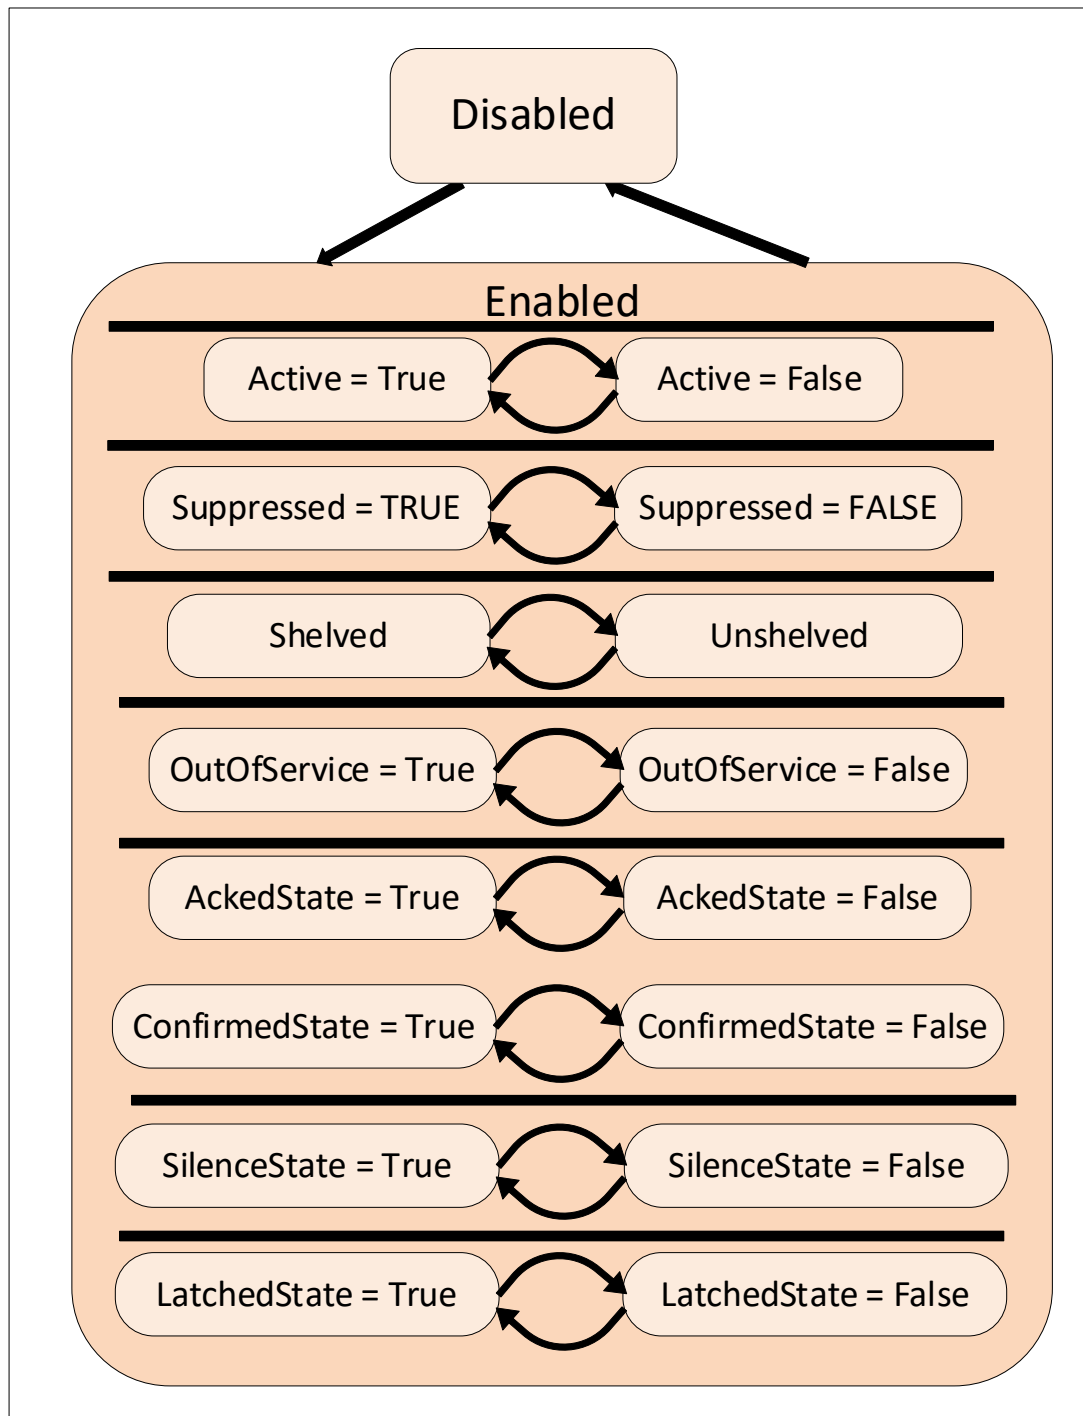 Disabled
Enabled
Active = True
Active = False
Suppressed = TRUE
Suppressed = FALSE
Shelved
Unshelved
OutOfService = True
OutOfService = False
AckedState = True
AckedState = False
ConfirmedState = True
ConfirmedState = False
SilenceState = True
SilenceState = False
LatchedState = True
LatchedState = False